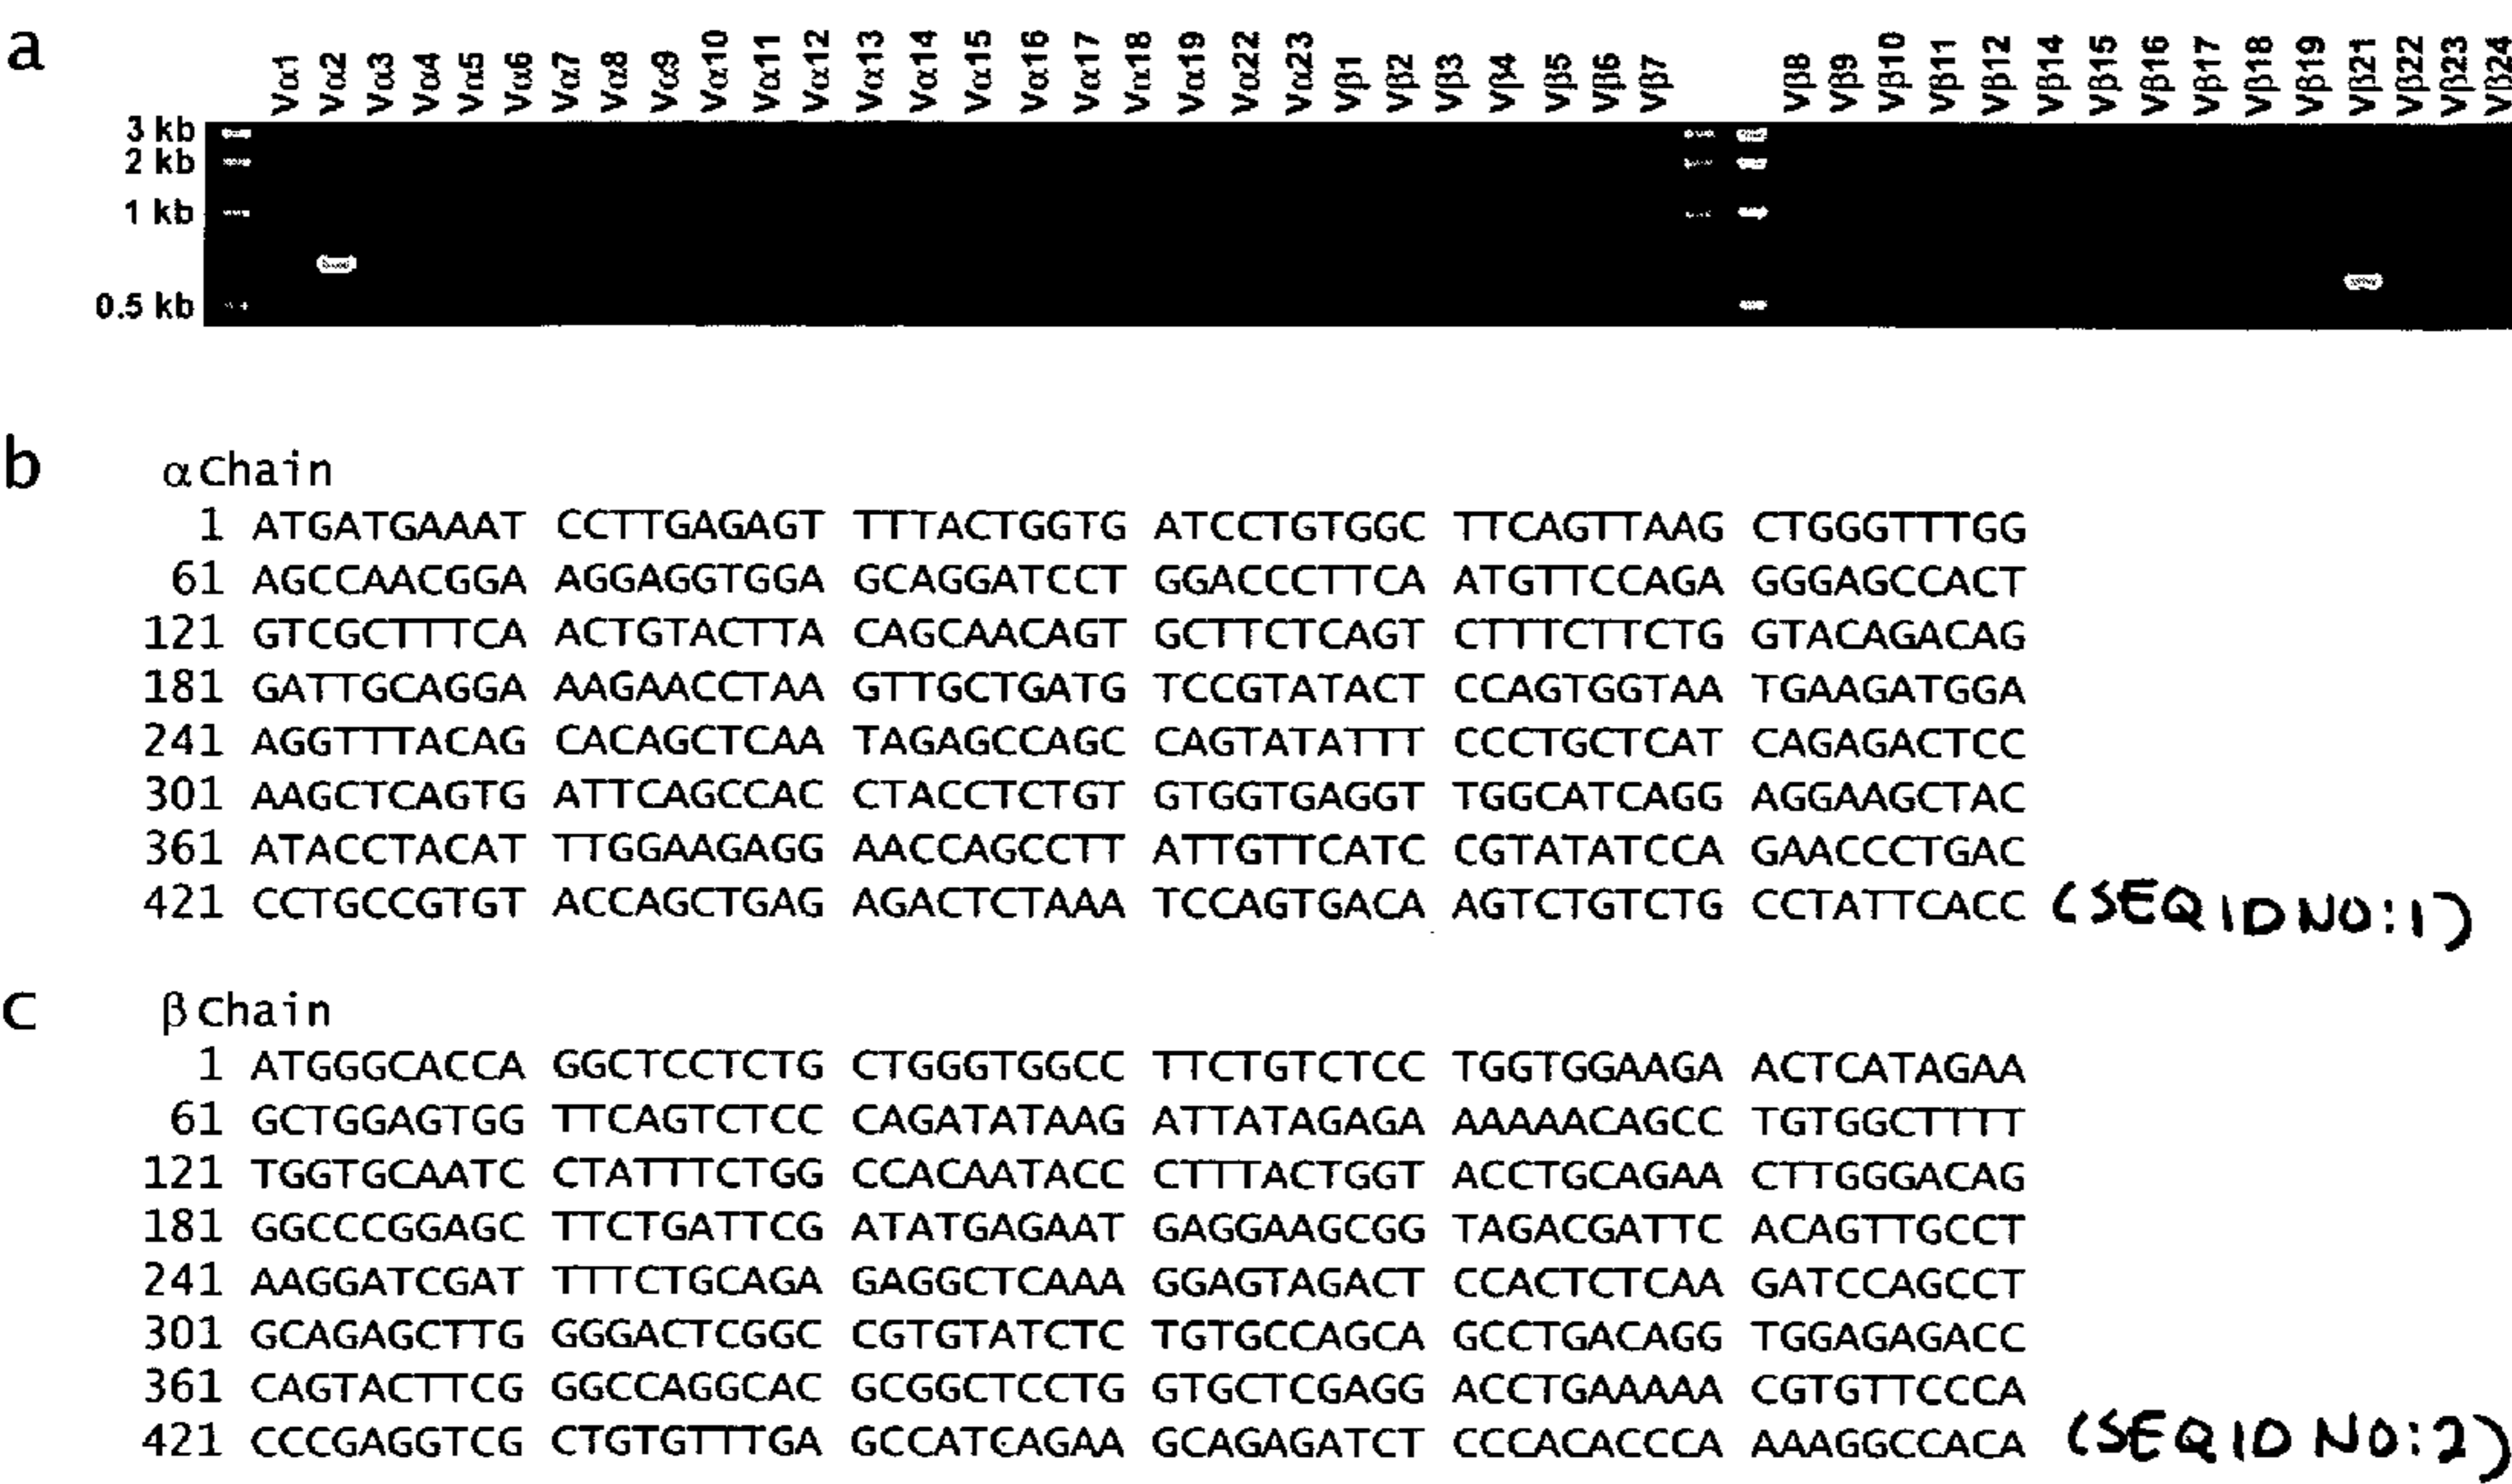 a
Vα1 Vα2 Vα3 Vα4 Vα5 Vα6 Vα7 Vα8 Vα9 Vα10 Vα11 Vα12 Vα13 Vα14 Vα15 Vα16 Vα17 Vα18 Vα19 Vα22 Vα23 Vβ1 Vβ2 Vβ3 Vβ4 Vβ5 Vβ6 Vβ7 Vβ8 Vβ9 Vβ10 Vβ11 Vβ12 Vβ14 Vβ15 Vβ16 Vβ17 Vβ18 Vβ19 Vβ21 Vβ22 Vβ23 Vβ24
3 kb
2 kb
1 kb
0.5 kb
b α Chain
1 ATGATGAAAT CCTTGAGAGT TTTACTGGTG ATCCTGTGGC TTCAGTTAAG CTGGGTTTGG
61 AGCCAACGGA AGGAGGTGGA GCAGGATCCT GGACCCTTCA ATGTTCCAGA GGGAGCCACT
121 GTCGCTTTCA ACTGTACTTA CAGCAACAGT GCTTCTCAGT CTTTCTTCTG GTACAGACAG
181 GATTGCAGGA AAGAACCTAA GTTGCTGATG TCCGTATACT CCAGTGGTAA TGAAGATGGA
241 AGGTTTACAG CACAGCTCAA TAGAGCCAGC CAGTATATTT CCCTGCTCAT CAGAGACTCC
301 AAGCTCAGTG ATTCAGCCAC CTACCTCTGT GTGGTGAGGT TGGCATCAGG AGGAAGCTAC
361 ATACCTACAT TTGGAAGAGG AACCAGCCTT ATTGTTCATC CGTATATCCA GAACCCTGAC
421 CCTGCCGTGT ACCAGCTGAG AGACTCTAAA TCCAGTGACA AGTCTGTCTG CCTATTCACC (SEQ ID NO:1)
c β Chain
1 ATGGGCACCA GGCTCCTCTG CTGGGTGGCC TTCTGTCTCC TGGTGGAAGA ACTCATAGAA
61 GCTGGAGTGG TTCAGTCTCC CAGATATAAG ATTATAGAGA AAAAACAGCC TGTGGCTTTT
121 TGGTGCAATC CTATTTCTGG CCACAATACC CTTTACTGGT ACCTGCAGAA CTTGGGACAG
181 GGCCCGGAGC TTCTGATTCG ATATGAGAAT GAGGAAGCGG TAGACGATTC ACAGTTGCCT
241 AAGGATCGAT TTTCTGCAGA GAGGCTCAAA GGAGTAGACT CCACTCTCAA GATCCAGCCT
301 GCAGAGCTTG GGGACTCGGC CGTGTATCTC TGTGCCAGCA GCCTGACAGG TGGAGAGACC
361 CAGTACTTCG GGCCAGGCAC GCGGCTCCTG GTGCTCGAGG ACCTGAAAAA CGTGTTCCCA
421 CCCGAGGTCG CTGTGTTTGA GCCATCAGAA GCAGAGATCT CCCACACCCA AAAGGCCACA (SEQ ID NO:2)